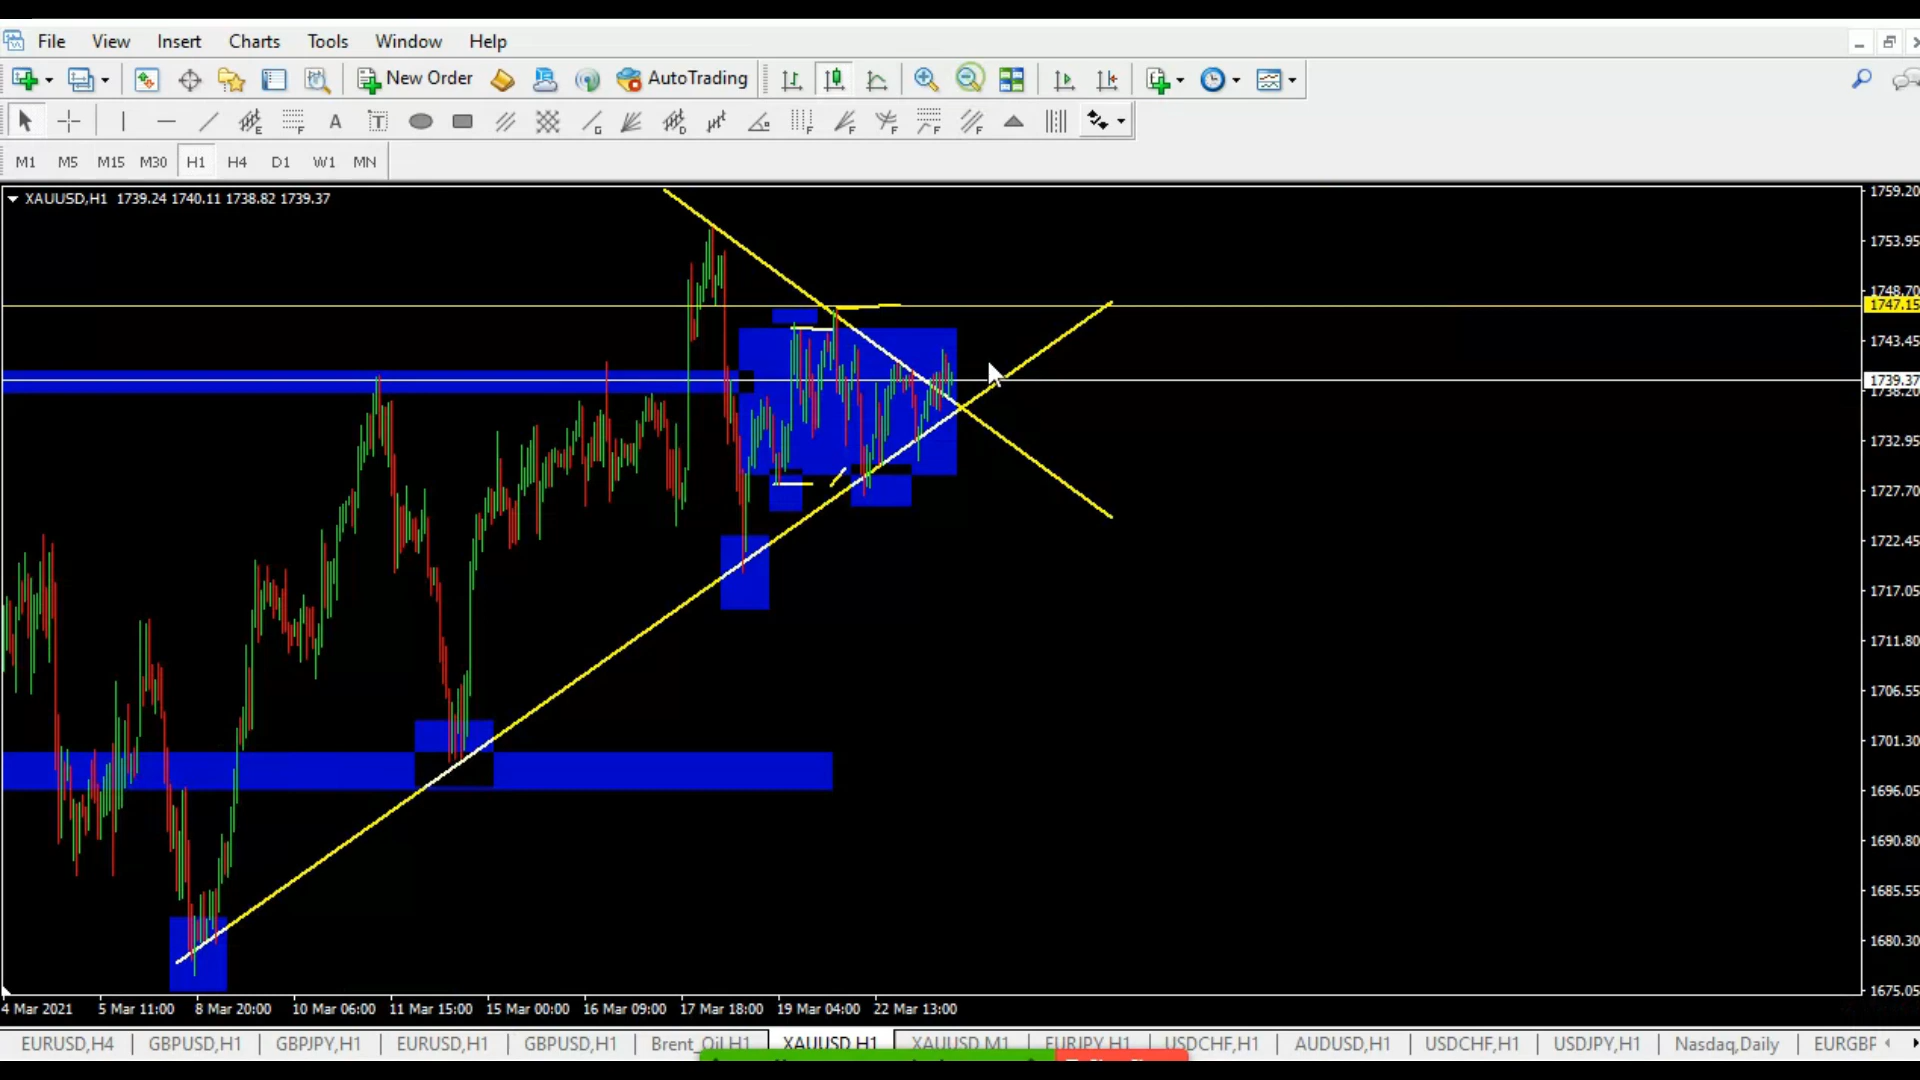 File View Insert Charts Tools Window Help
New Order AutoTrading
E F A T G D F F F F F
M1 M5 M15 M30 H1 H4 D1 W1 MN
XAUUSD,H1 1739.24 1740.11 1738.82 1739.37
1759.20
1753.95
1748.70
1747.15
1743.45
1739.37
1738.20
1732.95
1727.70
1722.45
1717.05
1711.80
1706.55
1701.30
1696.05
1690.80
1685.55
1680.30
1675.05
4 Mar 2021 5 Mar 11:00 8 Mar 20:00 10 Mar 06:00 11 Mar 15:00 15 Mar 00:00 16 Mar 09:00 17 Mar 18:00 19 Mar 04:00 22 Mar 13:00
EURUSD,H4 GBPUSD,H1 GBPJPY,H1 EURUSD,H1 GBPUSD,H1 Brent_Oil,H1 XAUUSD,H1 XAUUSD,M1 EURJPY,H1 USDCHF,H1 AUDUSD,H1 USDCHF,H1 USDJPY,H1 Nasdaq,Daily EURGBP